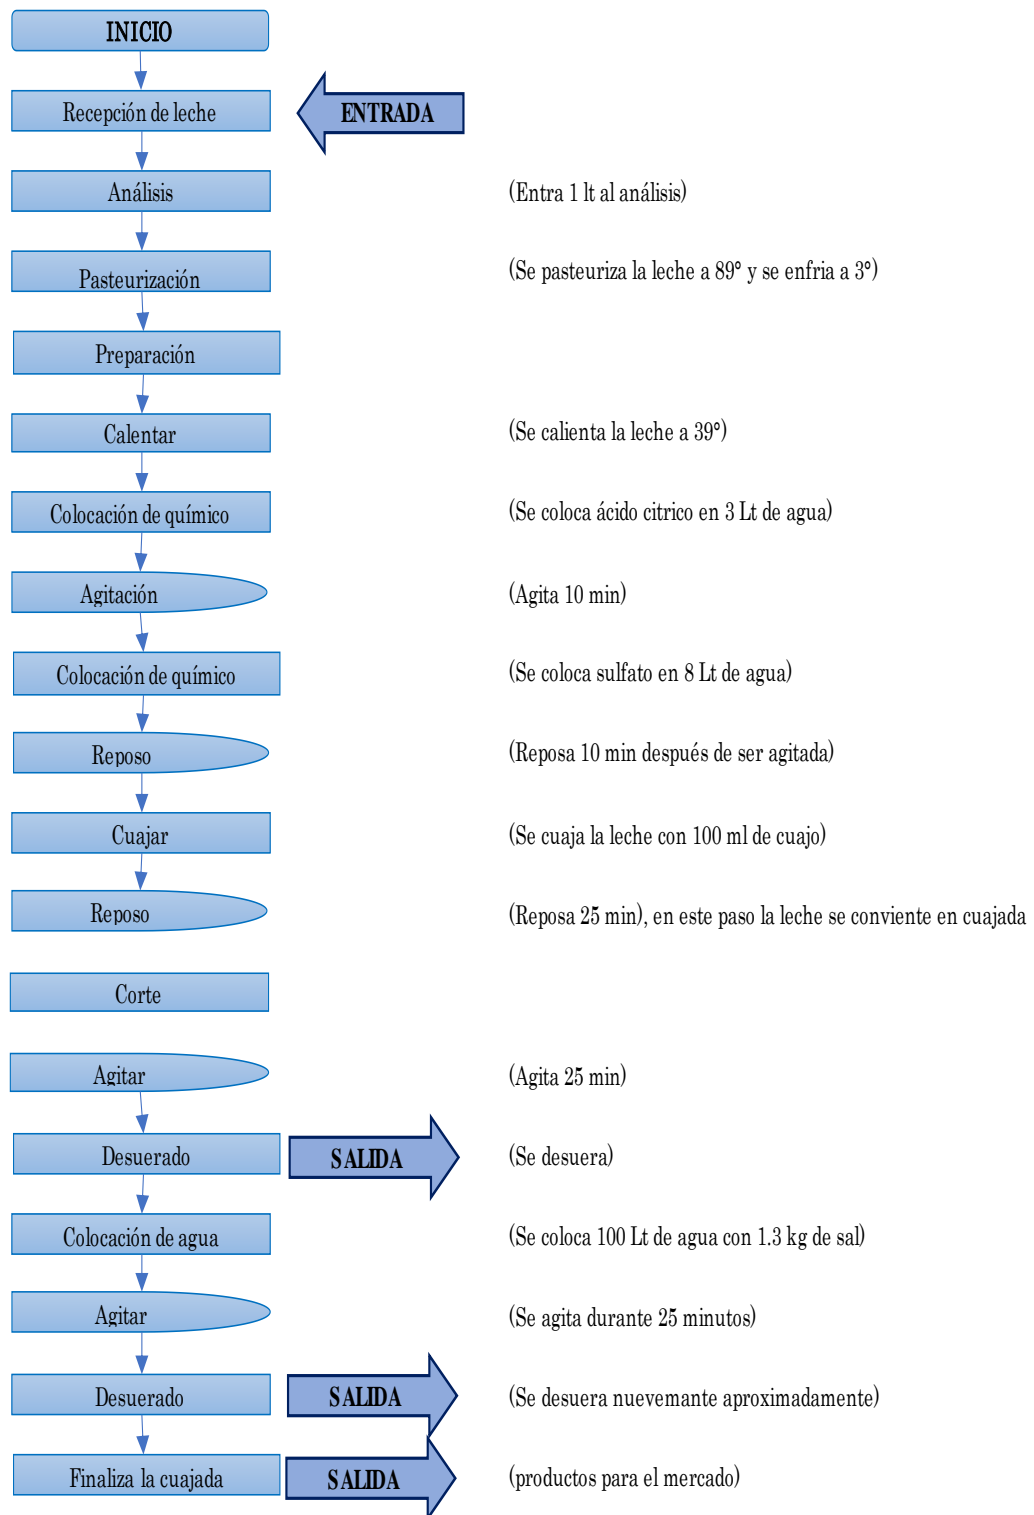 INICIO
Recepción de leche
ENTRADA
Análisis
(Entra 1 lt al análisis)
Pasteurización
(Se pasteuriza la leche a 89° y se enfria a 3°)
Preparación
Calentar
(Se calienta la leche a 39°)
Colocación de químico
(Se coloca ácido citrico en 3 Lt de agua)
Agitación
(Agita 10 min)
Colocación de químico
(Se coloca sulfato en 8 Lt de agua)
Reposo
(Reposa 10 min después de ser agitada)
Cuajar
(Se cuaja la leche con 100 ml de cuajo)
Reposo
(Reposa 25 min), en este paso la leche se conviente en cuajada
Corte
Agitar
(Agita 25 min)
Desuerado
SALIDA
(Se desuera)
Colocación de agua
(Se coloca 100 Lt de agua con 1.3 kg de sal)
Agitar
(Se agita durante 25 minutos)
Desuerado
SALIDA
(Se desuera nuevemante aproximadamente)
Finaliza la cuajada
SALIDA
(productos para el mercado)